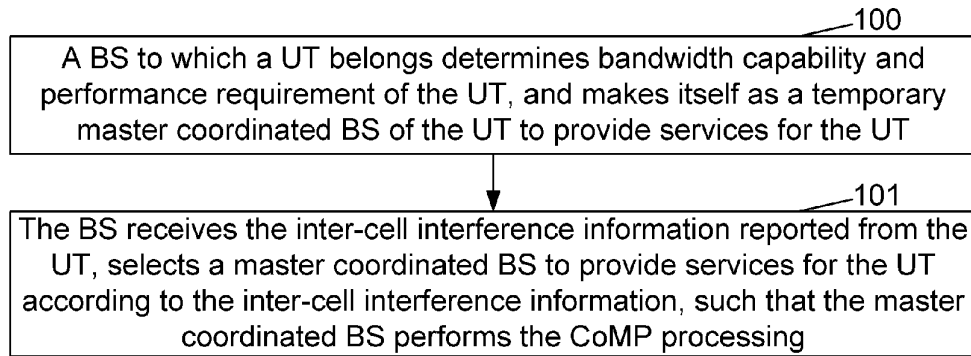 100
A BS to which a UT belongs determines bandwidth capability and
performance requirement of the UT, and makes itself as a temporary
master coordinated BS of the UT to provide services for the UT
101
The BS receives the inter-cell interference information reported from the
UT, selects a master coordinated BS to provide services for the UT
according to the inter-cell interference information, such that the master
coordinated BS performs the CoMP processing